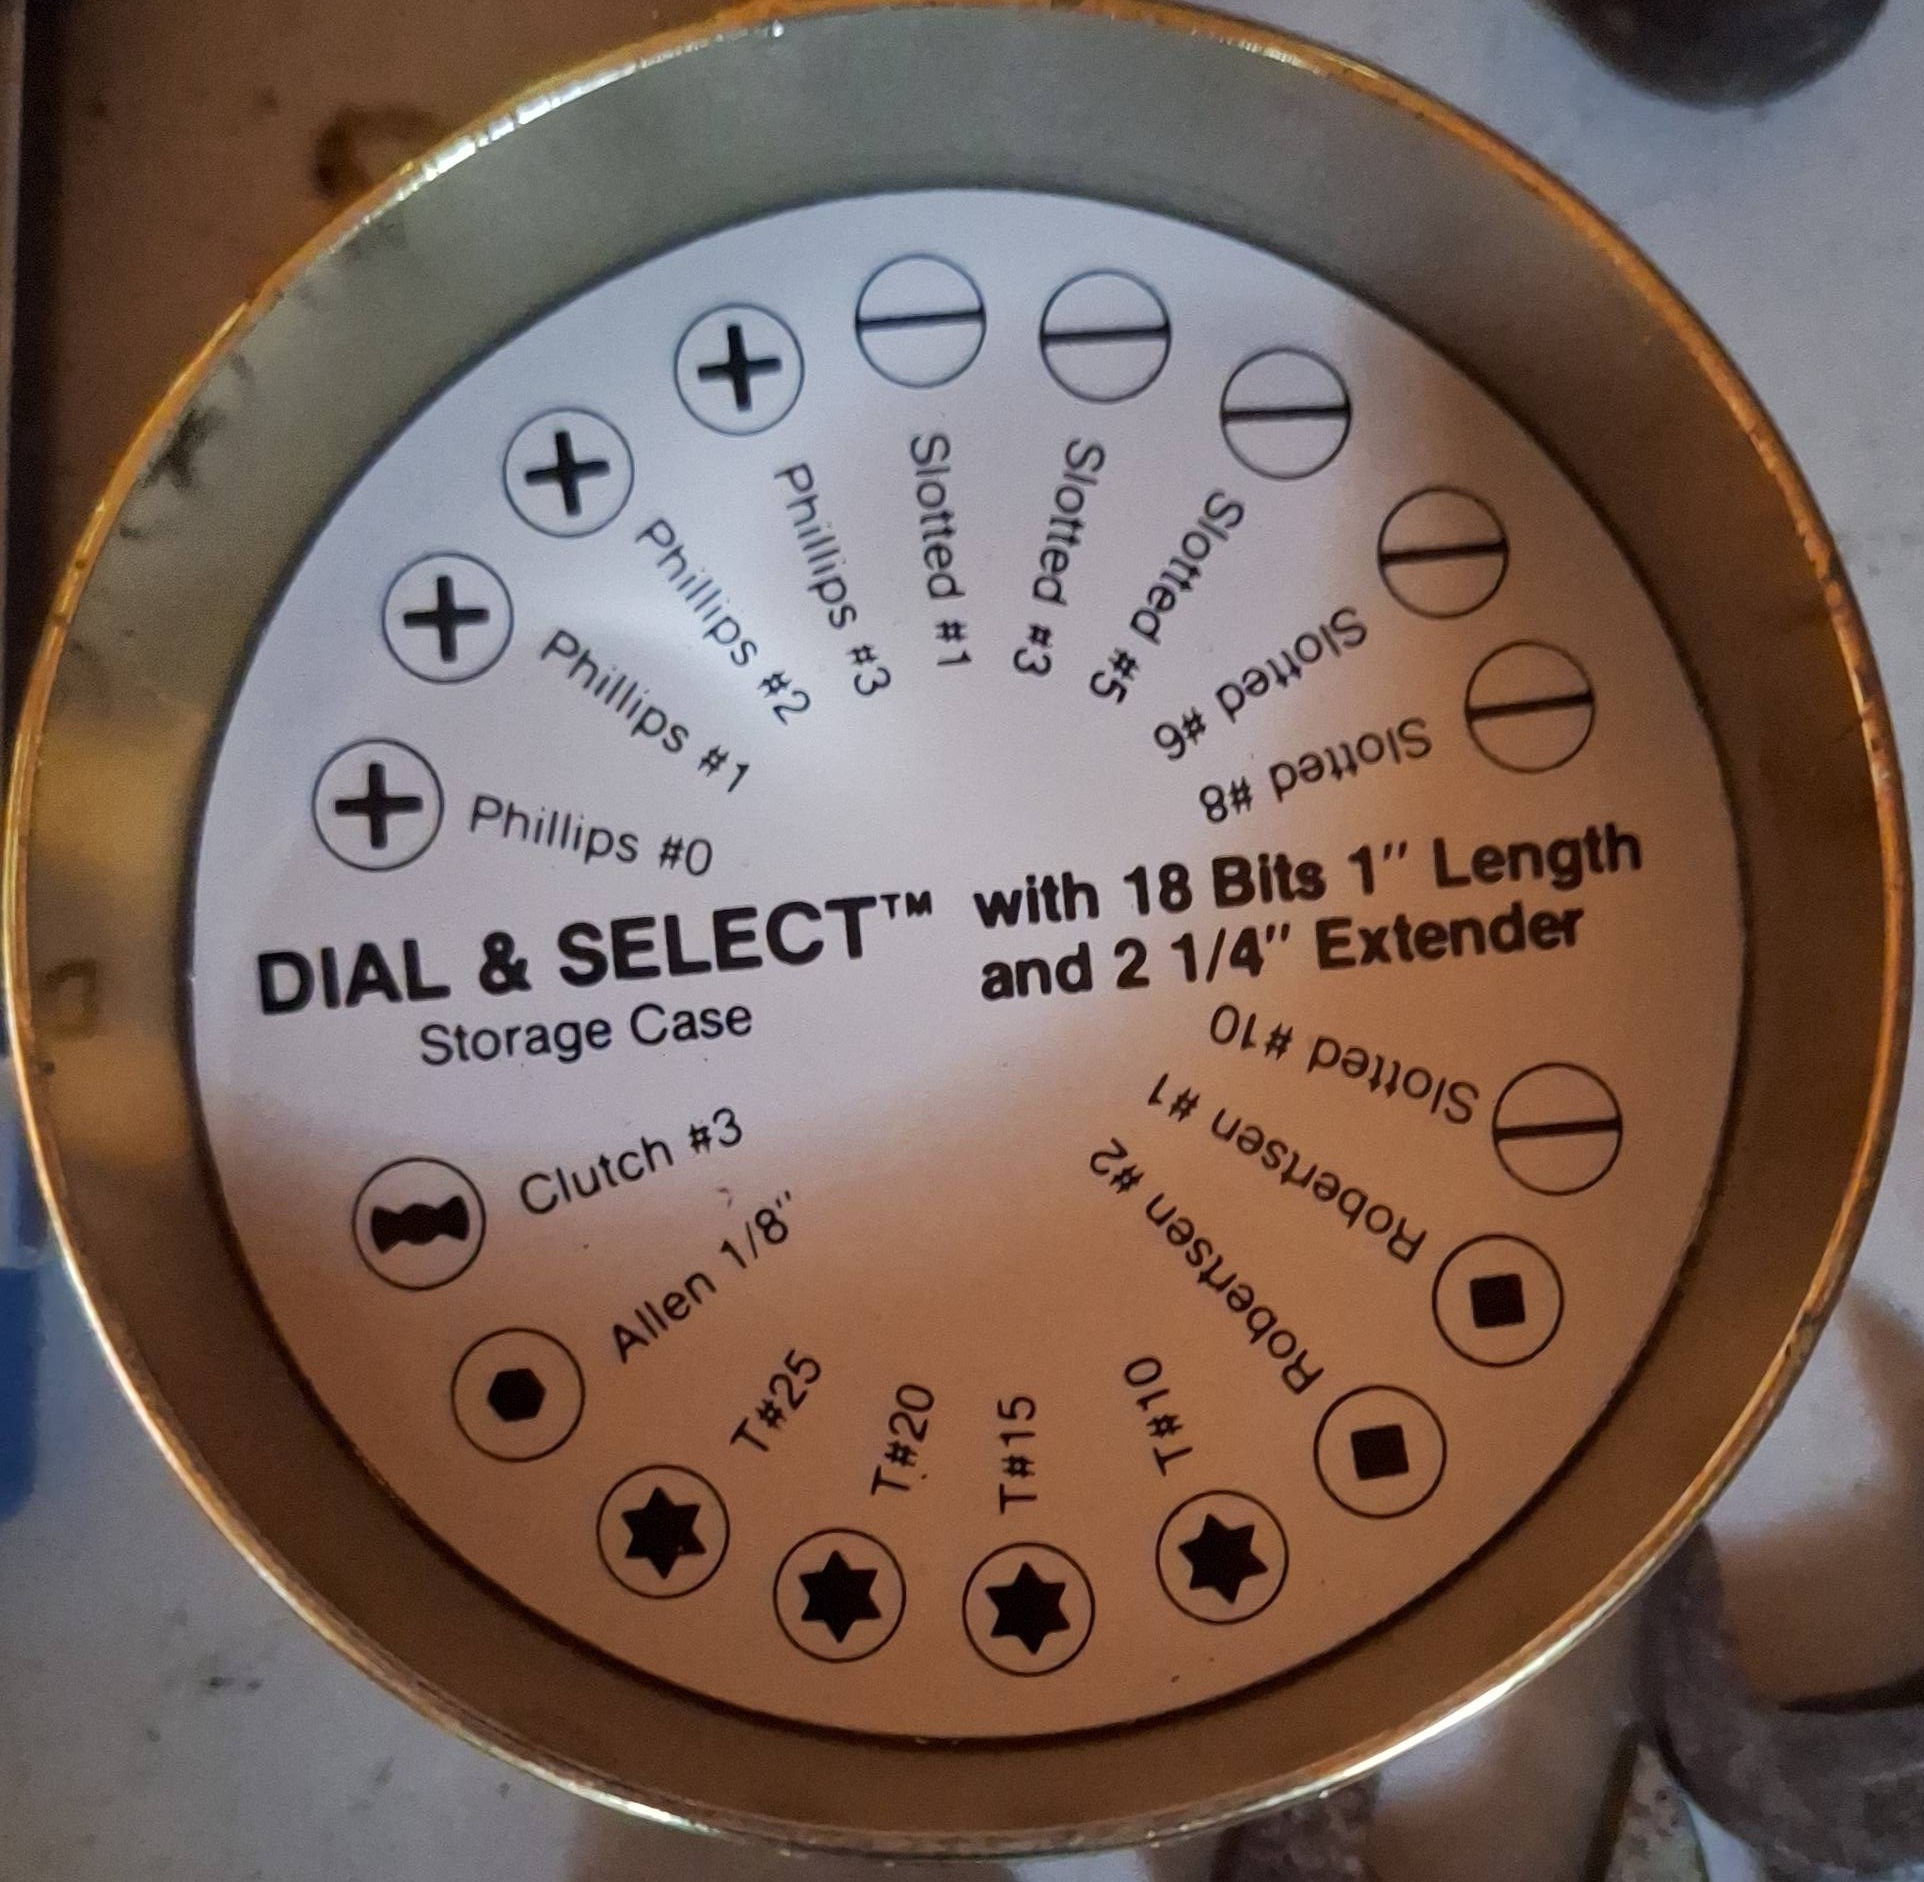 Phillips #0
Phillips #1
Phillips #2
Phillips #3
Slotted #1
Slotted #3
Slotted #5
Slotted #6
Slotted #8
DIAL & SELECT™
Storage Case
with 18 Bits 1″ Length
and 2 1/4″ Extender
Slotted #10
Robertsen #1
Robertsen #2
T#10
T#15
T#20
T#25
Allen 1/8″
Clutch #3